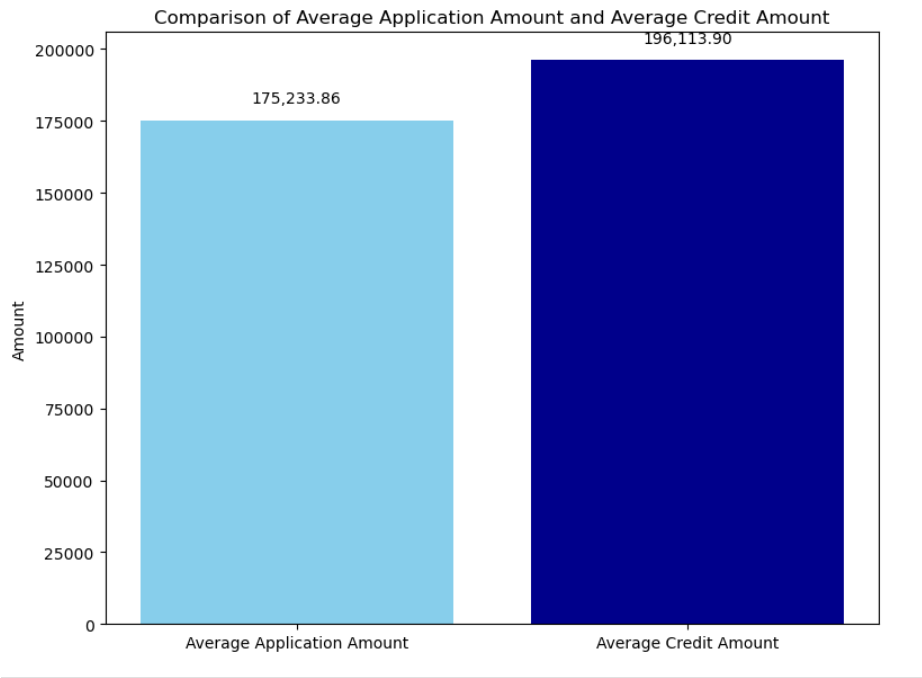 Comparison of Average Application Amount and Average Credit Amount
200000
196,113.90
175,233.86
175000
150000
125000
Amount
100000
75000
50000
25000
0
Average Application Amount
Average Credit Amount